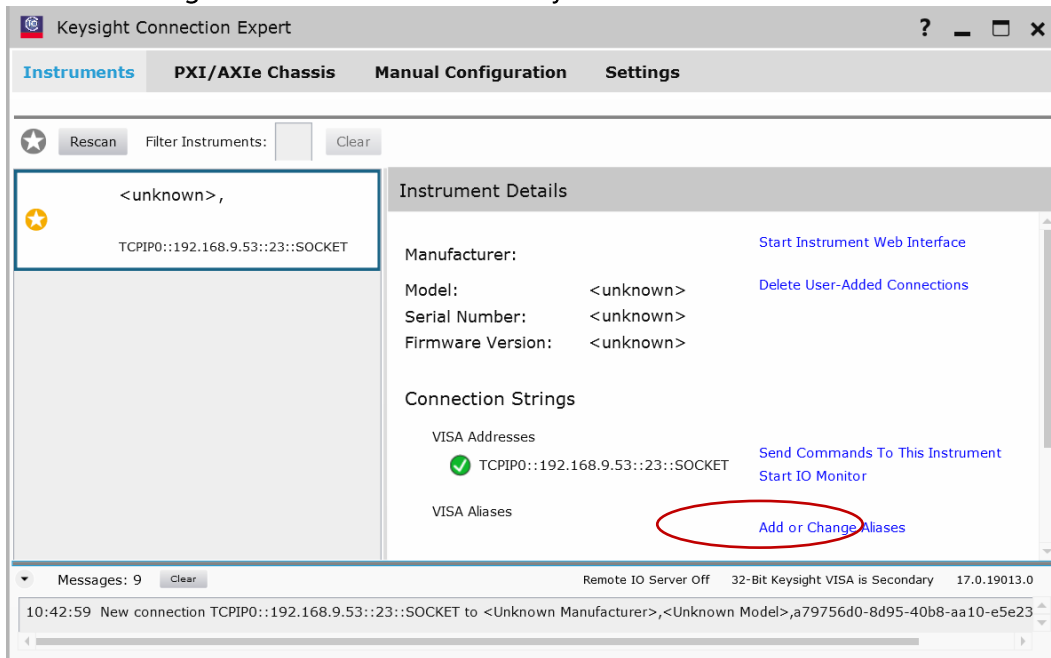 Keysight Connection Expert
?
Instruments PXI/AXIe Chassis Manual Configuration Settings
Rescan Filter Instruments: Clear
<unknown>,
TCPIP0::192.168.9.53::23::SOCKET
Instrument Details
Manufacturer:
Model: <unknown>
Serial Number: <unknown>
Firmware Version: <unknown>
Start Instrument Web Interface
Delete User-Added Connections
Connection Strings
VISA Addresses
TCPIP0::192.168.9.53::23::SOCKET
Send Commands To This Instrument
Start IO Monitor
VISA Aliases
Add or Change Aliases
Messages: 9 Clear Remote IO Server Off 32-Bit Keysight VISA is Secondary 17.0.19013.0
10:42:59 New connection TCPIP0::192.168.9.53::23::SOCKET to <Unknown Manufacturer>,<Unknown Model>,a79756d0-8d95-40b8-aa10-e5e23